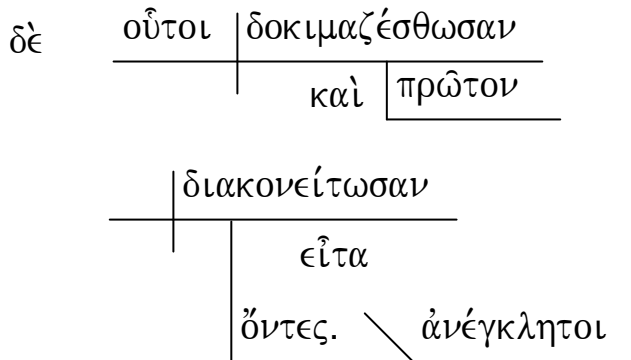 δὲ οὗτοι δοκιμαζέσθωσαν
καὶ πρῶτον
διακονείτωσαν
εἶτα
ὄντες. ἀνέγκλητοι